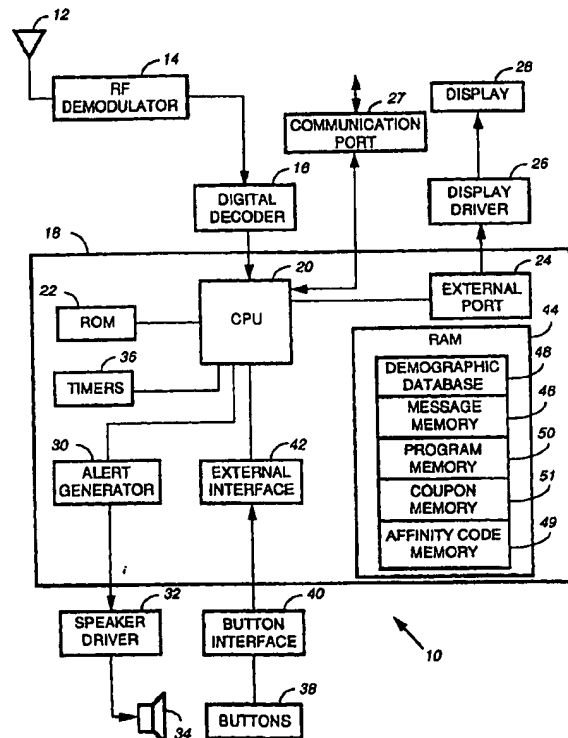 12
14
RF
DEMODULATOR
28
DISPLAY
27
COMMUNICATION
PORT
16
DIGITAL
DECODER
26
DISPLAY
DRIVER
18
20
CPU
24
EXTERNAL
PORT
22
ROM
44
RAM
36
TIMERS
DEMOGRAPHIC
DATABASE
48
MESSAGE
MEMORY
46
30
ALERT
GENERATOR
42
EXTERNAL
INTERFACE
PROGRAM
MEMORY
50
COUPON
MEMORY
51
AFFINITY CODE
MEMORY
49
i
32
SPEAKER
DRIVER
40
BUTTON
INTERFACE
10
34
38
BUTTONS